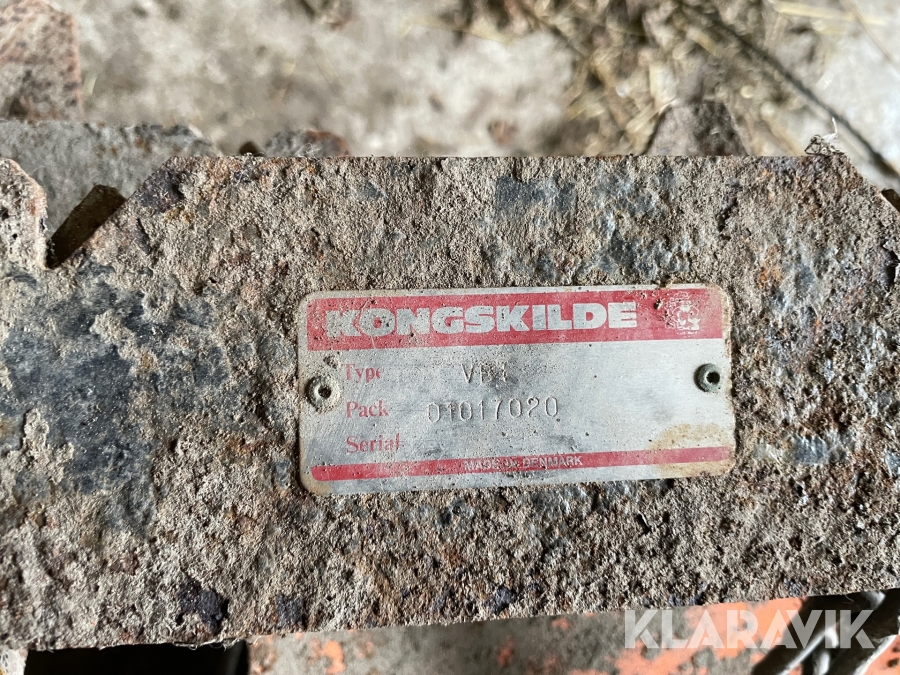 KONGSKILDE
Type
Pack 01017020
Serial
MADE IN DENMARK
KLARAVIK